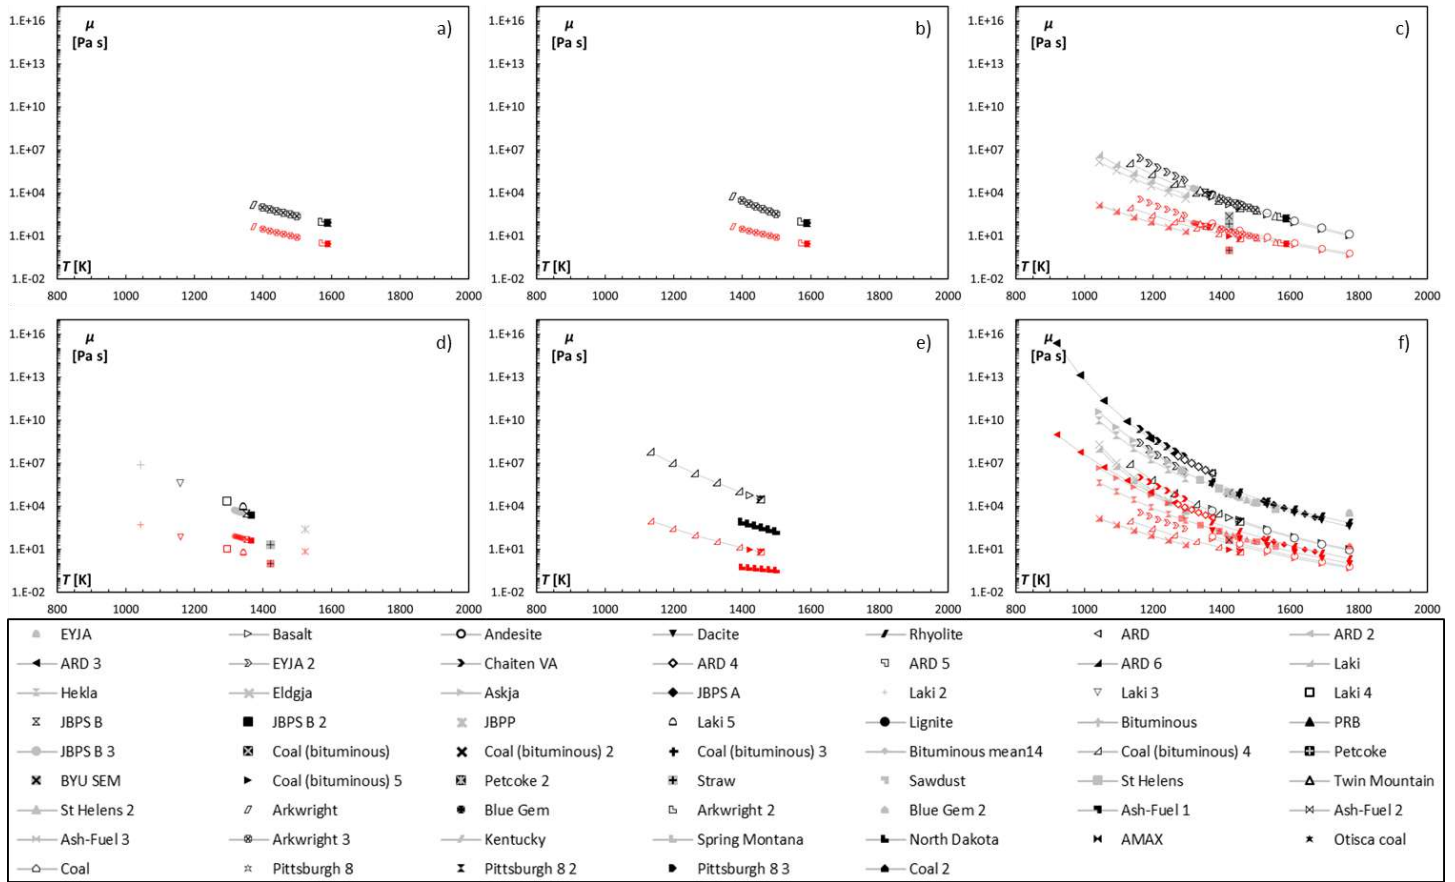 1.E+16 μ a)
[Pa s]
1.E+13
1.E+10
1.E+07
1.E+04
1.E+01
T [K]
1.E-02
800 1000 1200 1400 1600 1800 2000
1.E+16 μ b)
[Pa s]
1.E+13
1.E+10
1.E+07
1.E+04
1.E+01
T [K]
1.E-02
800 1000 1200 1400 1600 1800 2000
1.E+16 μ c)
[Pa s]
1.E+13
1.E+10
1.E+07
1.E+04
1.E+01
T [K]
1.E-02
800 1000 1200 1400 1600 1800 2000
μ d)
1.E+16
[Pa s]
1.E+13
1.E+10
1.E+07
1.E+04
1.E+01
T [K]
1.E-02
800 1000 1200 1400 1600 1800 2000
μ e)
1.E+16
[Pa s]
1.E+13
1.E+10
1.E+07
1.E+04
1.E+01
T [K]
1.E-02
800 1000 1200 1400 1600 1800 2000
μ f)
1.E+16
[Pa s]
1.E+13
1.E+10
1.E+07
1.E+04
1.E+01
T [K]
1.E-02
800 1000 1200 1400 1600 1800 2000
EYJA Basalt Andesite Dacite Rhyolite ARD ARD 2
ARD 3 EYJA 2 Chaiten VA ARD 4 ARD 5 ARD 6 Laki
Hekla Eldgja Askja JBPS A Laki 2 Laki 3 Laki 4
JBPS B JBPS B 2 JBPP Laki 5 Lignite Bituminous PRB
JBPS B 3 Coal (bituminous) Coal (bituminous) 2 Coal (bituminous) 3 Bituminous mean14 Coal (bituminous) 4 Petcoke
BYU SEM Coal (bituminous) 5 Petcoke 2 Straw Sawdust St Helens Twin Mountain
St Helens 2 Arkwright Blue Gem Arkwright 2 Blue Gem 2 Ash-Fuel 1 Ash-Fuel 2
Ash-Fuel 3 Arkwright 3 Kentucky Spring Montana North Dakota AMAX Otisca coal
Coal Pittsburgh 8 Pittsburgh 8 2 Pittsburgh 8 3 Coal 2